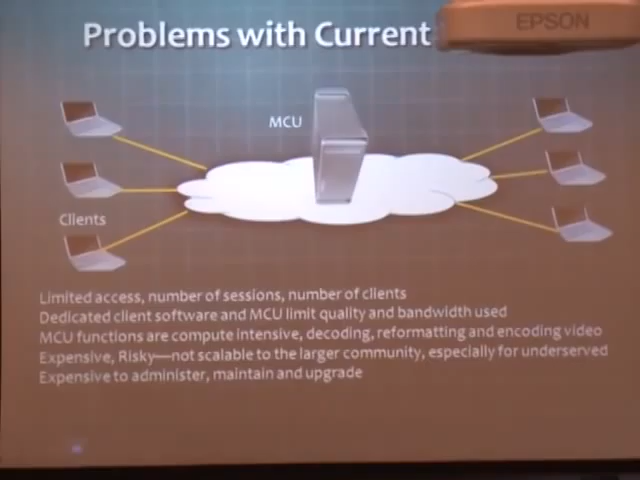 Problems with Current
EPSON
MCU
Clients
Limited access, number of sessions, number of clients
Dedicated client software and MCU limit quality and bandwidth used
MCU functions are compute intensive, decoding, reformatting and encoding video
Expensive, Risky—not scalable to the larger community, especially for underserved
Expensive to administer, maintain and upgrade